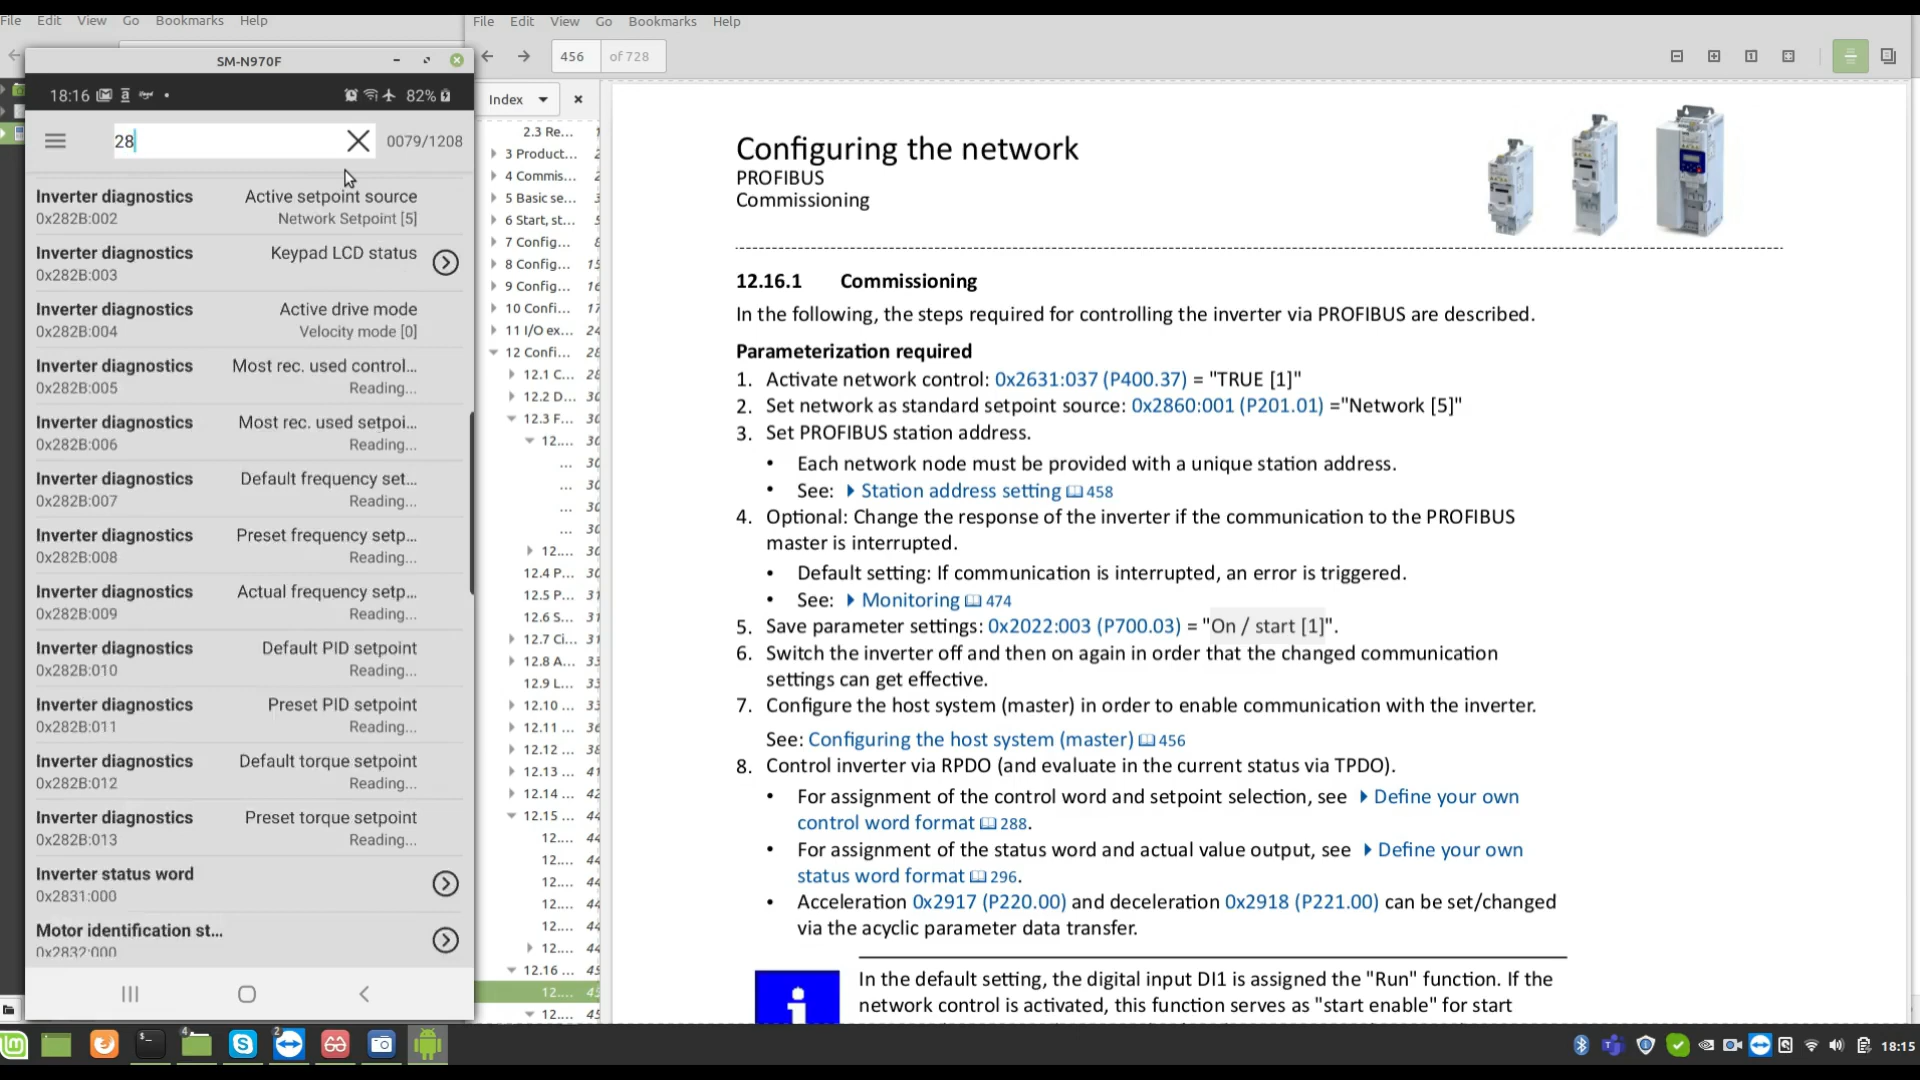 File Edit View Go Bookmarks Help
File Edit View Go Bookmarks Help
SM-N970F
456 of 728
Index
18:16 82%
28 0079/1208
Inverter diagnostics Active setpoint source
0x282B:002 Network Setpoint [5]
Inverter diagnostics Keypad LCD status
0x282B:003
Inverter diagnostics Active drive mode
0x282B:004 Velocity mode [0]
Inverter diagnostics Most rec. used control...
0x282B:005 Reading...
Inverter diagnostics Most rec. used setpoi...
0x282B:006 Reading...
Inverter diagnostics Default frequency set...
0x282B:007 Reading...
Inverter diagnostics Preset frequency setp...
0x282B:008 Reading...
Inverter diagnostics Actual frequency setp...
0x282B:009 Reading...
Inverter diagnostics Default PID setpoint
0x282B:010 Reading...
Inverter diagnostics Preset PID setpoint
0x282B:011 Reading...
Inverter diagnostics Default torque setpoint
0x282B:012 Reading...
Inverter diagnostics Preset torque setpoint
0x282B:013 Reading...
Inverter status word
0x2831:000
Motor identification st...
0x2832:000
2.3 Re...
3 Product...
4 Commis...
5 Basic se...
6 Start, st...
7 Config...
8 Config...
9 Config...
10 Confi...
11 I/O ex...
12 Confi...
12.1 C...
12.2 D...
12.3 F...
12....
...
...
...
...
12....
12.4 P...
12.5 P...
12.6 S...
12.7 Ci...
12.8 A...
12.9 L...
12.10 ...
12.11 ...
12.12 ...
12.13 ...
12.14 ...
12.15 ...
12....
12....
12....
12....
12....
12....
12.16 ...
12....
12....
Configuring the network
PROFIBUS
Commissioning
12.16.1 Commissioning
In the following, the steps required for controlling the inverter via PROFIBUS are described.
Parameterization required
1. Activate network control: 0x2631:037 (P400.37) = "TRUE [1]"
2. Set network as standard setpoint source: 0x2860:001 (P201.01) ="Network [5]"
3. Set PROFIBUS station address.
• Each network node must be provided with a unique station address.
• See: Station address setting 458
4. Optional: Change the response of the inverter if the communication to the PROFIBUS
master is interrupted.
• Default setting: If communication is interrupted, an error is triggered.
• See: Monitoring 474
5. Save parameter settings: 0x2022:003 (P700.03) = "On / start [1]".
6. Switch the inverter off and then on again in order that the changed communication
settings can get effective.
7. Configure the host system (master) in order to enable communication with the inverter.
See: Configuring the host system (master) 456
8. Control inverter via RPDO (and evaluate in the current status via TPDO).
• For assignment of the control word and setpoint selection, see Define your own
control word format 288.
• For assignment of the status word and actual value output, see Define your own
status word format 296.
• Acceleration 0x2917 (P220.00) and deceleration 0x2918 (P221.00) can be set/changed
via the acyclic parameter data transfer.
In the default setting, the digital input DI1 is assigned the "Run" function. If the
network control is activated, this function serves as "start enable" for start
18:15